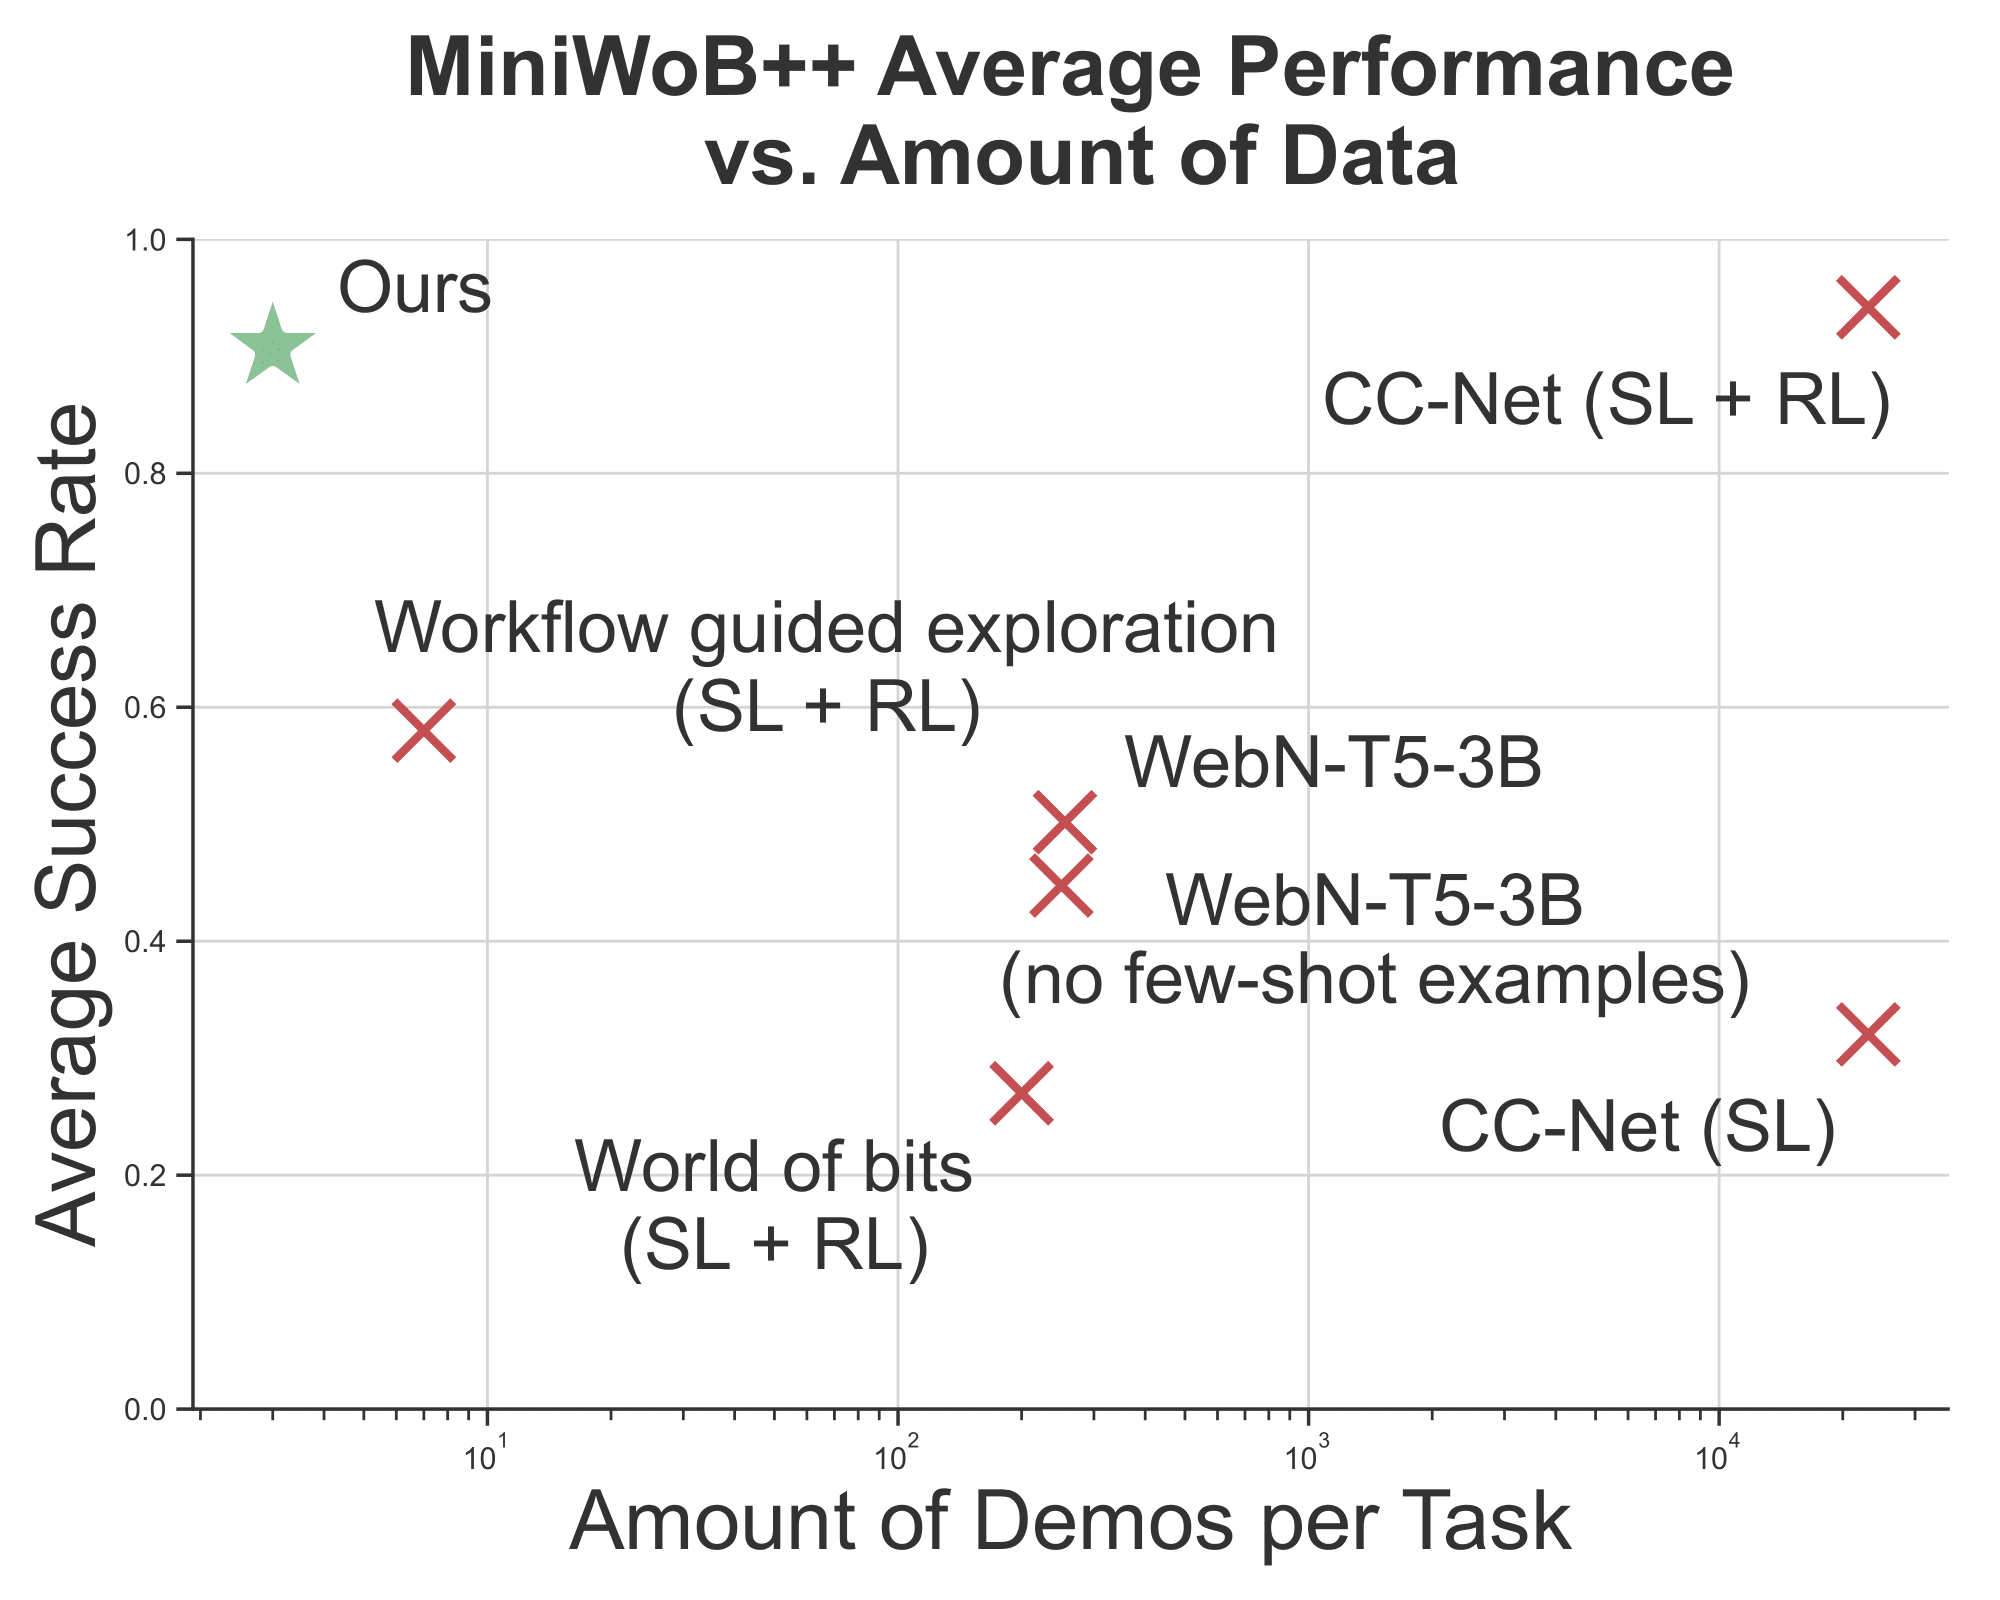 MiniWoB++ Average Performance
vs. Amount of Data
1.0
0.8
0.6
0.4
0.2
0.0
Average Success Rate
Ours
CC-Net (SL + RL)
Workflow guided exploration
(SL + RL)
WebN-T5-3B
WebN-T5-3B
(no few-shot examples)
CC-Net (SL)
World of bits
(SL + RL)
10¹
10²
10³
10⁴
Amount of Demos per Task